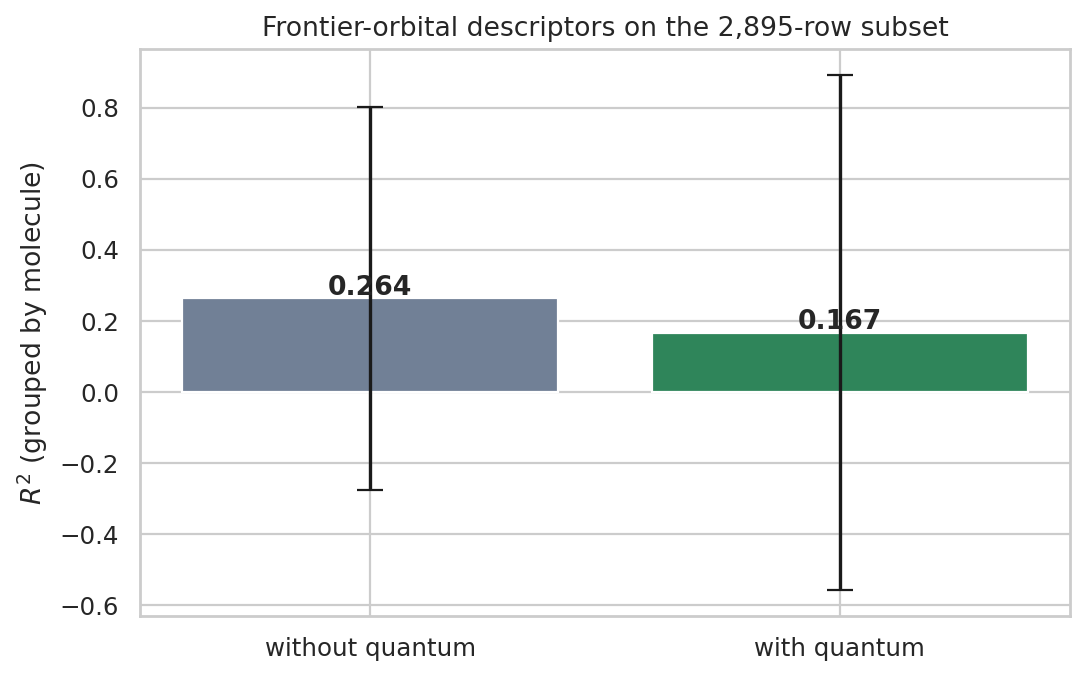 Frontier-orbital descriptors on the 2,895-row subset
R² (grouped by molecule)
0.8
0.6
0.4
0.2
0.0
−0.2
−0.4
−0.6
0.264
0.167
without quantum
with quantum